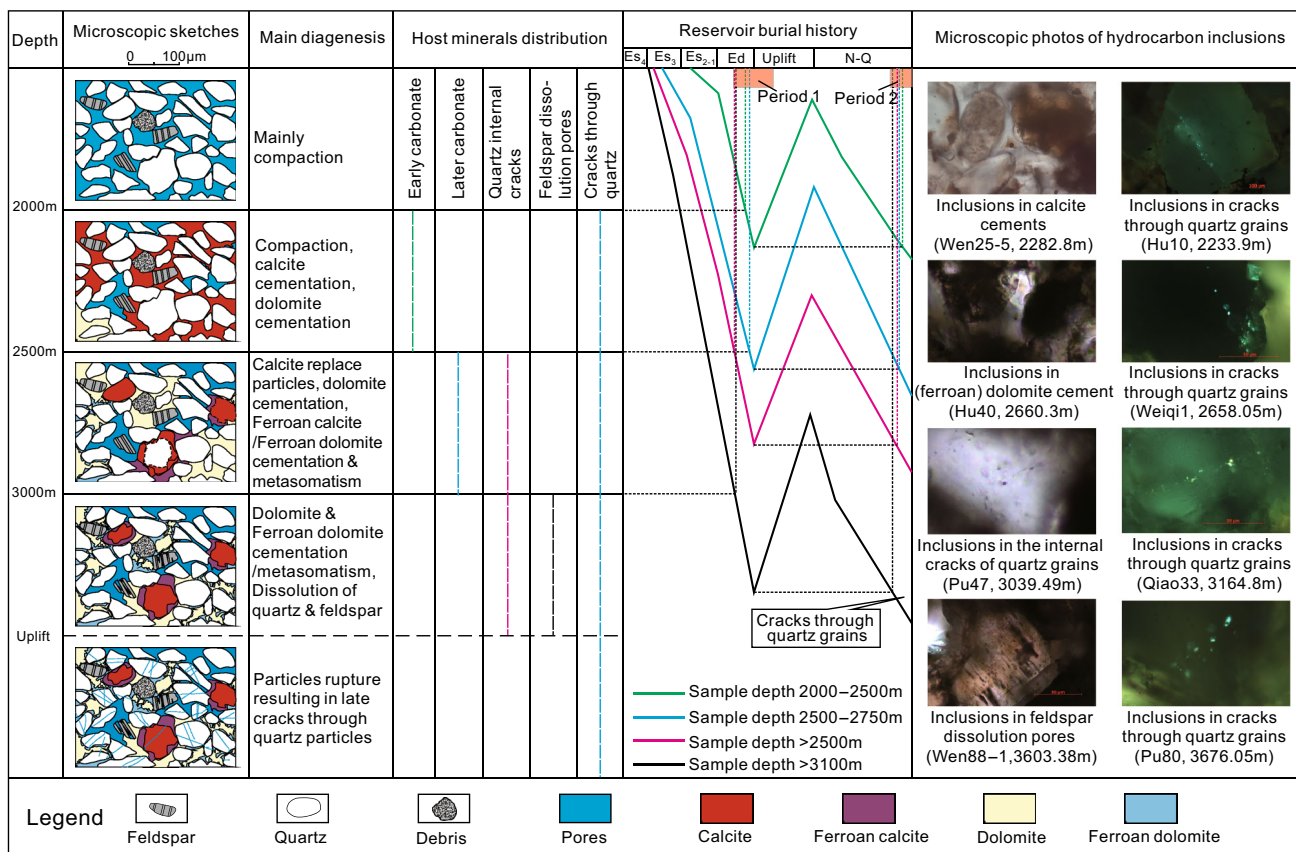 Depth
Microscopic sketches
0 100μm
Main diagenesis
Host minerals distribution
Reservoir burial history
Microscopic photos of hydrocarbon inclusions
Es4
Es3
Es2-1
Ed
Uplift
N-Q
Early carbonate
Later carbonate
Quartz internal
cracks
Feldspar disso-
lution pores
Cracks through
quartz
Period 1
Period 2
Mainly
compaction
2000m
Compaction,
calcite
cementation,
dolomite
cementation
2500m
Calcite replace
particles, dolomite
cementation,
Ferroan calcite
/Ferroan dolomite
cementation &
metasomatism
3000m
Dolomite &
Ferroan dolomite
cementation
/metasomatism,
Dissolution of
quartz & feldspar
Uplift
Particles rupture
resulting in late
cracks through
quartz particles
Cracks through
quartz grains
Sample depth 2000–2500m
Sample depth 2500–2750m
Sample depth >2500m
Sample depth >3100m
Inclusions in calcite
cements
(Wen25-5, 2282.8m)
Inclusions in cracks
through quartz grains
(Hu10, 2233.9m)
Inclusions in
(ferroan) dolomite cement
(Hu40, 2660.3m)
Inclusions in cracks
through quartz grains
(Weiqi1, 2658.05m)
Inclusions in the internal
cracks of quartz grains
(Pu47, 3039.49m)
Inclusions in cracks
through quartz grains
(Qiao33, 3164.8m)
Inclusions in feldspar
dissolution pores
(Wen88–1,3603.38m)
Inclusions in cracks
through quartz grains
(Pu80, 3676.05m)
Legend
Feldspar
Quartz
Debris
Pores
Calcite
Ferroan calcite
Dolomite
Ferroan dolomite